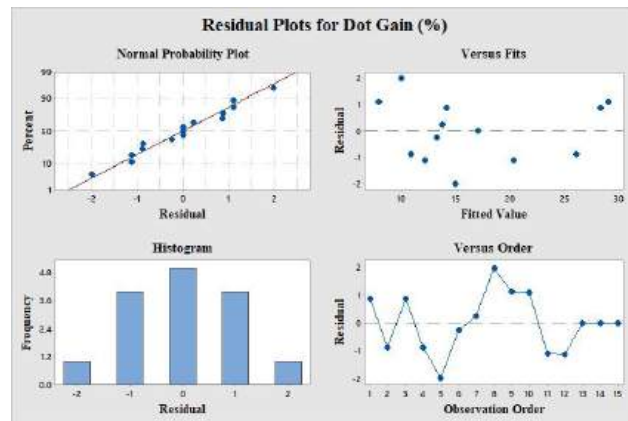 Residual Plots for Dot Gain (%)
Normal Probability Plot
99
90
50
10
1
Percent
-2 -1 0 1 2
Residual
Versus Fits
2
1
0
-1
-2
Residual
10 15 20 25 30
Fitted Value
Histogram
4.8
3.6
2.4
1.2
0.0
Frequency
-2 -1 0 1 2
Residual
Versus Order
2
1
0
-1
-2
Residual
1 2 3 4 5 6 7 8 9 10 11 12 13 14 15
Observation Order